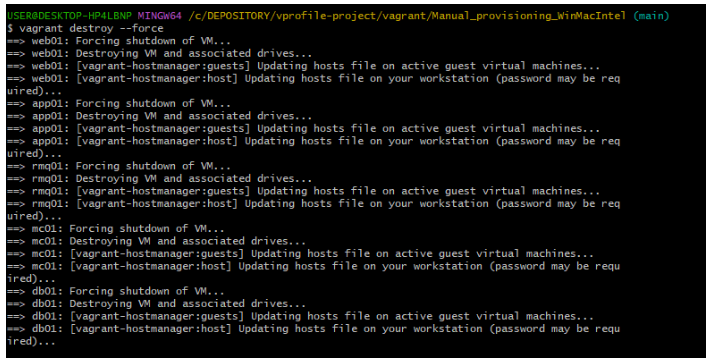 USER@DESKTOP-HP4LBNP MINGW64 /c/DEPOSITORY/vprofile-project/vagrant/Manual_provisioning_WinMacIntel (main)
$ vagrant destroy --force
==> web01: Forcing shutdown of VM...
==> web01: Destroying VM and associated drives...
==> web01: [vagrant-hostmanager:guests] Updating hosts file on active guest virtual machines...
==> web01: [vagrant-hostmanager:host] Updating hosts file on your workstation (password may be req
uired)...
==> app01: Forcing shutdown of VM...
==> app01: Destroying VM and associated drives...
==> app01: [vagrant-hostmanager:guests] Updating hosts file on active guest virtual machines...
==> app01: [vagrant-hostmanager:host] Updating hosts file on your workstation (password may be req
uired)...
==> rmq01: Forcing shutdown of VM...
==> rmq01: Destroying VM and associated drives...
==> rmq01: [vagrant-hostmanager:guests] Updating hosts file on active guest virtual machines...
==> rmq01: [vagrant-hostmanager:host] Updating hosts file on your workstation (password may be req
uired)...
==> mc01: Forcing shutdown of VM...
==> mc01: Destroying VM and associated drives...
==> mc01: [vagrant-hostmanager:guests] Updating hosts file on active guest virtual machines...
==> mc01: [vagrant-hostmanager:host] Updating hosts file on your workstation (password may be requ
ired)...
==> db01: Forcing shutdown of VM...
==> db01: Destroying VM and associated drives...
==> db01: [vagrant-hostmanager:guests] Updating hosts file on active guest virtual machines...
==> db01: [vagrant-hostmanager:host] Updating hosts file on your workstation (password may be requ
ired)...